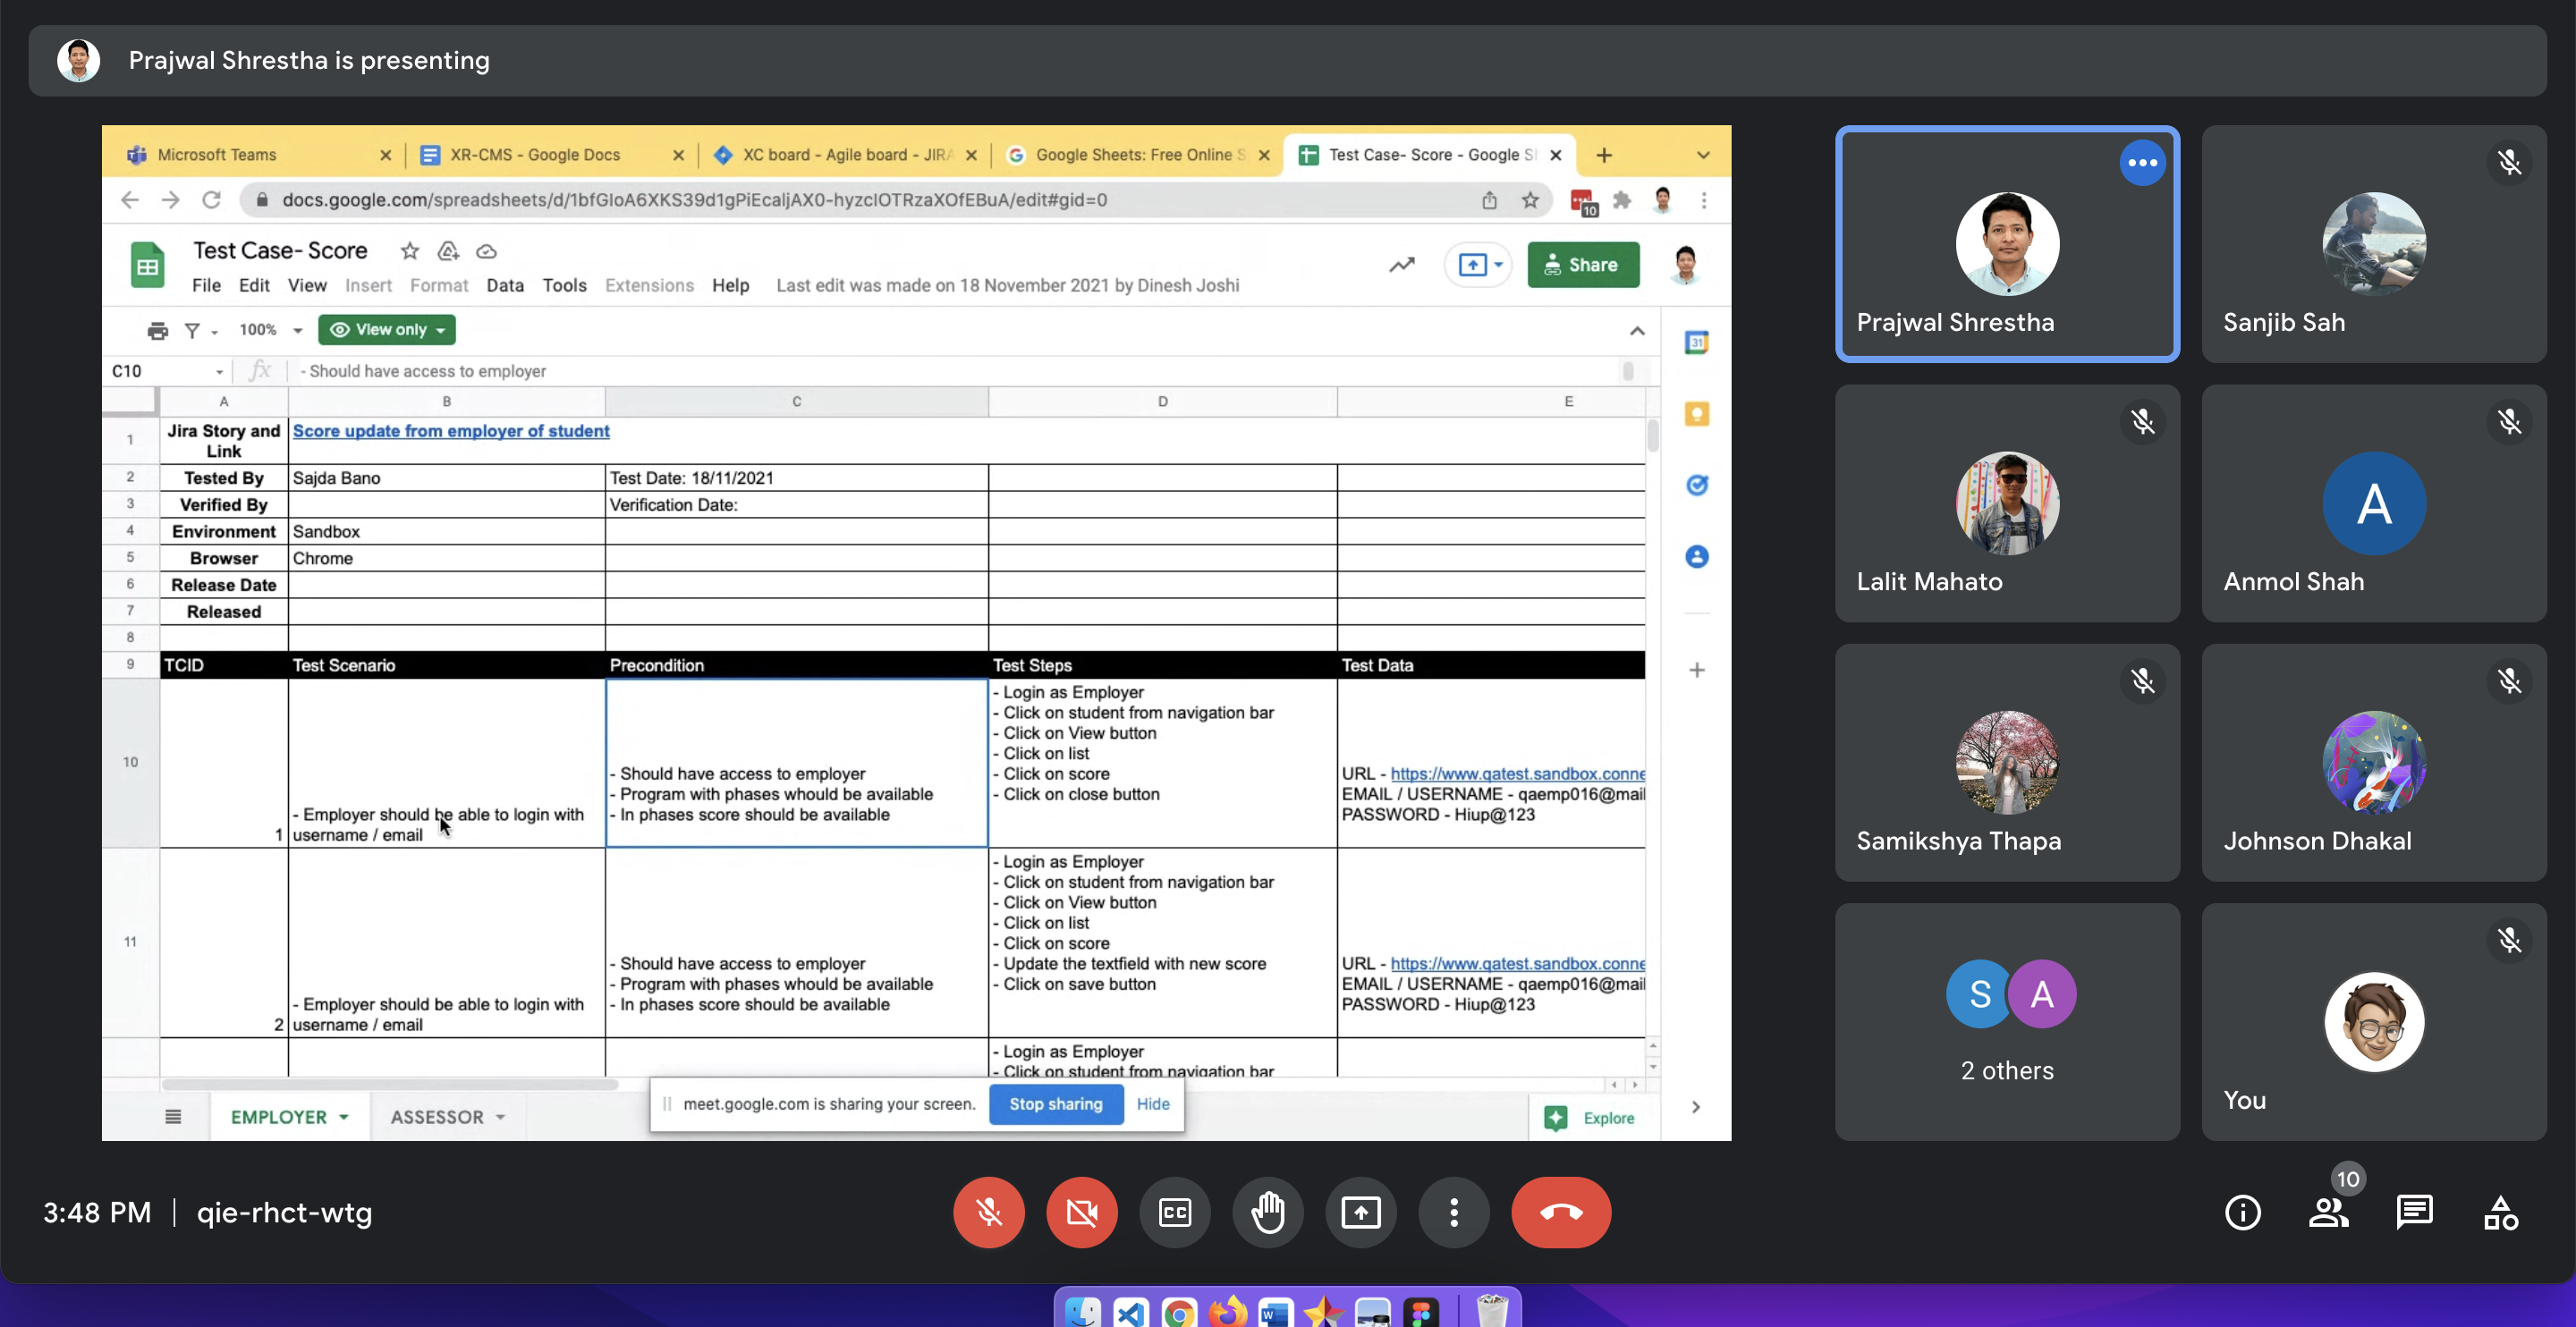 Prajwal Shrestha is presenting
Microsoft Teams
XR-CMS - Google Docs
XC board - Agile board - JIRA
Google Sheets: Free Online S
Test Case- Score - Google S
docs.google.com/spreadsheets/d/1bfGIoA6XKS39d1gPiEcaljAX0-hyzcIOTRzaXOfEBuA/edit#gid=0
10
Test Case- Score
File Edit View Insert Format Data Tools Extensions Help Last edit was made on 18 November 2021 by Dinesh Joshi
Share
100% View only
31
C10 fx - Should have access to employer
A B C D E
1 Jira Story and Link Score update from employer of student
2 Tested By Sajda Bano Test Date: 18/11/2021
3 Verified By Verification Date:
4 Environment Sandbox
5 Browser Chrome
6 Release Date
7 Released
8
9 TCID Test Scenario Precondition Test Steps Test Data
10
1
- Employer should be able to login with
username / email
- Should have access to employer
- Program with phases whould be available
- In phases score should be available
- Login as Employer
- Click on student from navigation bar
- Click on View button
- Click on list
- Click on score
- Click on close button
URL - https://www.qatest.sandbox.conne
EMAIL / USERNAME - qaemp016@mail
PASSWORD - Hiup@123
11
2
- Employer should be able to login with
username / email
- Should have access to employer
- Program with phases whould be available
- In phases score should be available
- Login as Employer
- Click on student from navigation bar
- Click on View button
- Click on list
- Click on score
- Update the textfield with new score
- Click on save button
URL - https://www.qatest.sandbox.conne
EMAIL / USERNAME - qaemp016@mail
PASSWORD - Hiup@123
- Login as Employer
- Click on student from navigation bar
EMPLOYER ASSESSOR
meet.google.com is sharing your screen. Stop sharing Hide
Explore
Prajwal Shrestha
Sanjib Sah
Lalit Mahato
A
Anmol Shah
Samikshya Thapa
Johnson Dhakal
S A
2 others
You
3:48 PM | qie-rhct-wtg
CC
10
W